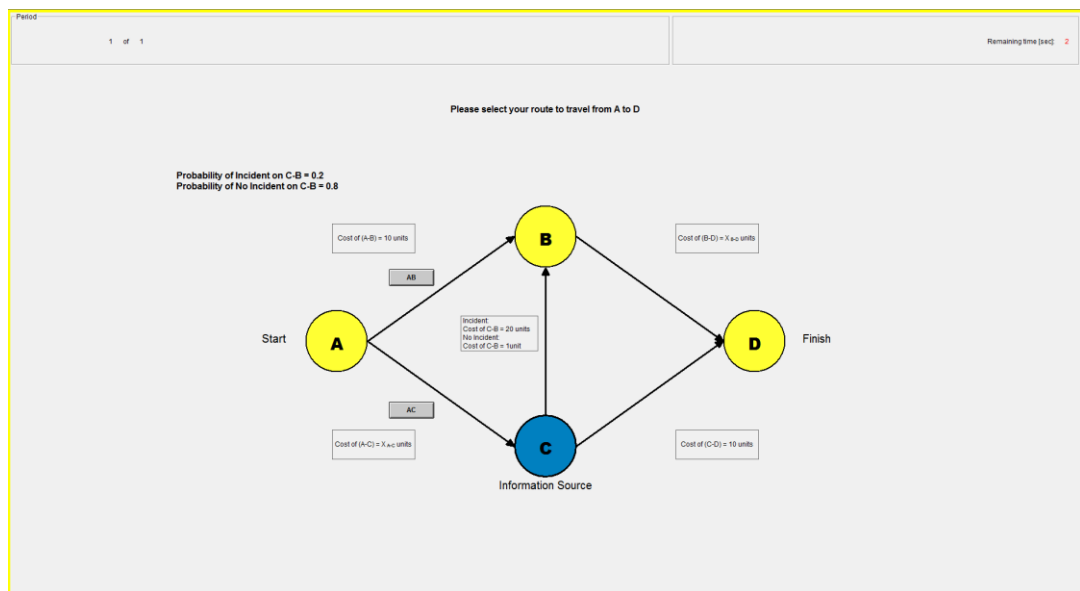 Period
1 of 1
Remaining time [sec]: 2
Please select your route to travel from A to D
Probability of Incident on C-B = 0.2
Probability of No Incident on C-B = 0.8
Cost of (A-B) = 10 units
B
Cost of (B-D) = X B-D units
AB
Incident:
Cost of C-B = 20 units
No Incident:
Cost of C-B = 1unit
Start
A
D
Finish
AC
Cost of (A-C) = X A-C units
C
Cost of (C-D) = 10 units
Information Source